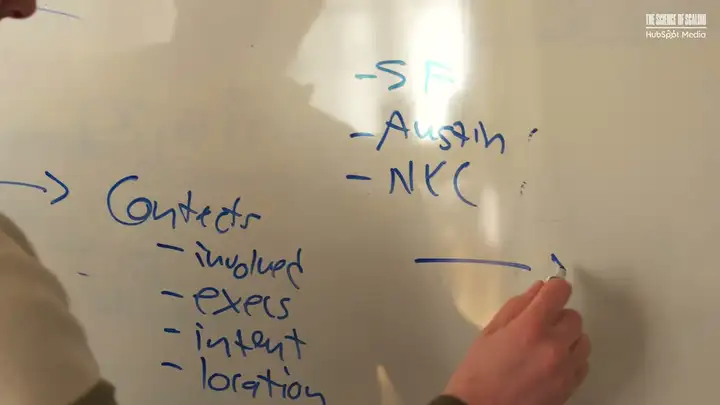 THE SCIENCE OF SCALING
HubSpot Media
- SF
- Austin
- NYC
Contacts
- involved
- execs
- intent
- location